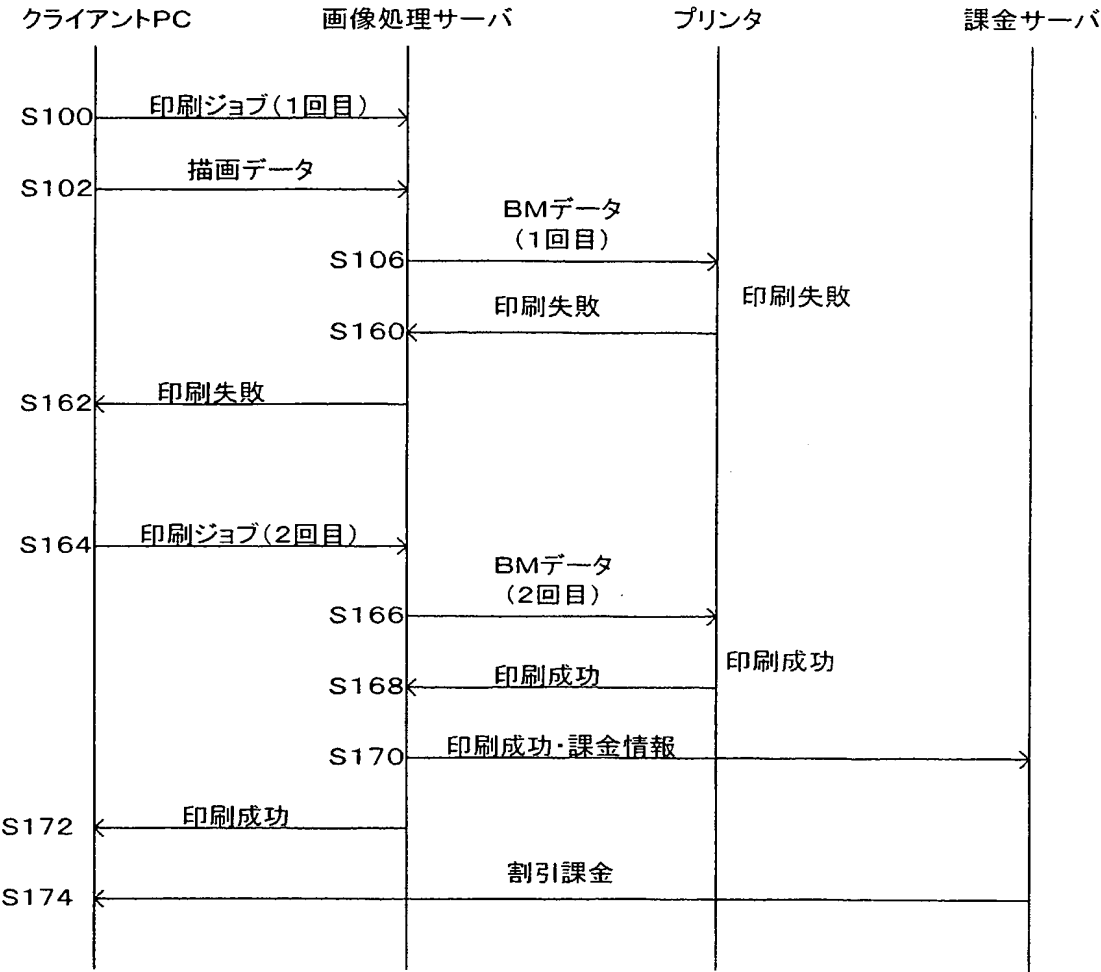 クライアントPC
画像処理サーバ
プリンタ
課金サーバ
S100
印刷ジョブ(1回目)
S102
描画データ
BMデータ
(1回目)
S106
印刷失敗
印刷失敗
S160
印刷失敗
S162
印刷ジョブ(2回目)
S164
BMデータ
(2回目)
S166
印刷成功
印刷成功
S168
印刷成功・課金情報
S170
印刷成功
S172
割引課金
S174